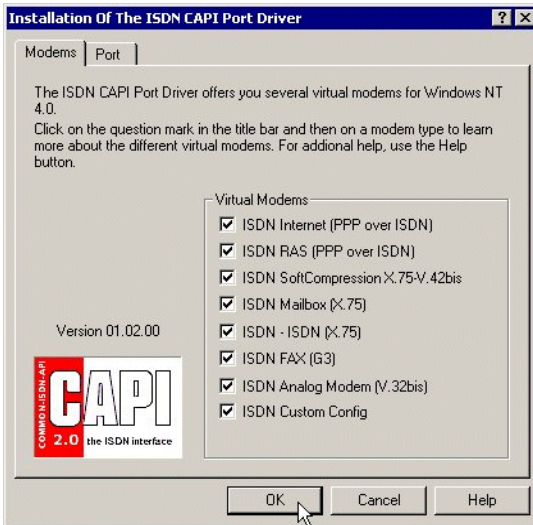 Installation Of The ISDN CAPI Port Driver
Modems
Port
The ISDN CAPI Port Driver offers you several virtual modems for Windows NT
4.0.
Click on the question mark in the title bar and then on a modem type to learn
more about the different virtual modems. For addional help, use the Help
button.
Virtual Modems
ISDN Internet (PPP over ISDN)
ISDN RAS (PPP over ISDN)
ISDN SoftCompression X.75-V.42bis
ISDN Mailbox (X.75)
ISDN - ISDN (X.75)
ISDN FAX (G3)
ISDN Analog Modem (V.32bis)
ISDN Custom Config
Version 01.02.00
COMMON-ISDN-API
CAPI
2.0 the ISDN interface
OK
Cancel
Help